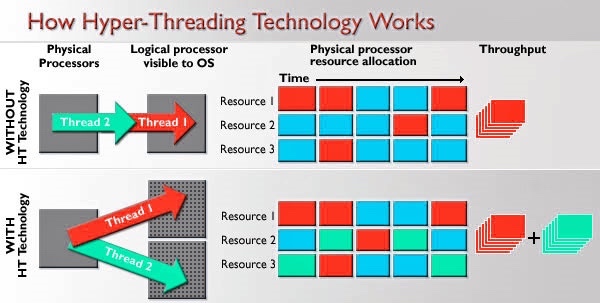 How Hyper-Threading Technology Works
Physical
Processors
Logical processor
visible to OS
Physical processor
resource allocation
Throughput
Time
WITHOUT
HT Technology
Thread 2
Thread 1
Resource 1
Resource 2
Resource 3
WITH
HT Technology
Thread 1
Thread 2
Resource 1
Resource 2
Resource 3
+